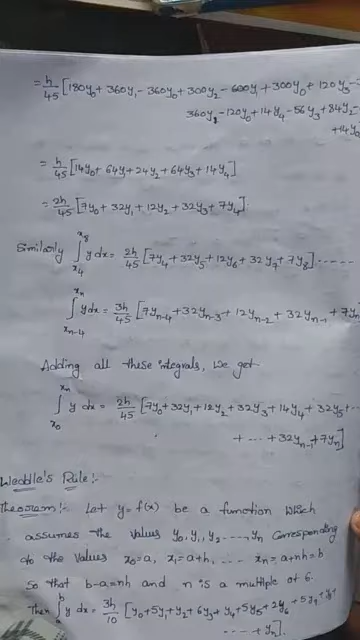 = h/45 [180y₀ + 360y₁ - 360y₀ + 300y₂ - 600y₁ + 300y₀ + 120y₃ -
360y₂ - 120y₀ + 14y₄ - 56y₃ + 84y₂
+ 14y₀
= h/45 [14y₀ + 64y₁ + 24y₂ + 64y₃ + 14y₄]
= 2h/45 [7y₀ + 32y₁ + 12y₂ + 32y₃ + 7y₄]
Similarly ∫_{x₄}^{x₈} y dx = 2h/45 [7y₄ + 32y₅ + 12y₆ + 32y₇ + 7y₈] .....
∫_{xₙ₋₄}^{xₙ} y dx = 3h/45 [7yₙ₋₄ + 32yₙ₋₃ + 12yₙ₋₂ + 32yₙ₋₁ + 7yₙ
Adding all these integrals, we get
∫_{x₀}^{xₙ} y dx = 2h/45 [7y₀ + 32y₁ + 12y₂ + 32y₃ + 14y₄ + 32y₅ + ..
+ ... + 32yₙ₋₁ + 7yₙ]
Weddle's Rule:-
Theorem:- Let y = f(x) be a function which
assumes the values y₀, y₁, y₂ ...., yₙ corresponding
to the values x₀ = a, x₁ = a+h, ... xₙ = a+nh = b
So that b-a = nh and n is a multiple of 6.
Then ∫_a^b y dx = 3h/10 [y₀ + 5y₁ + y₂ + 6y₃ + y₄ + 5y₅ + 2y₆ + 5y₇ + y₈ +
.... + yₙ].